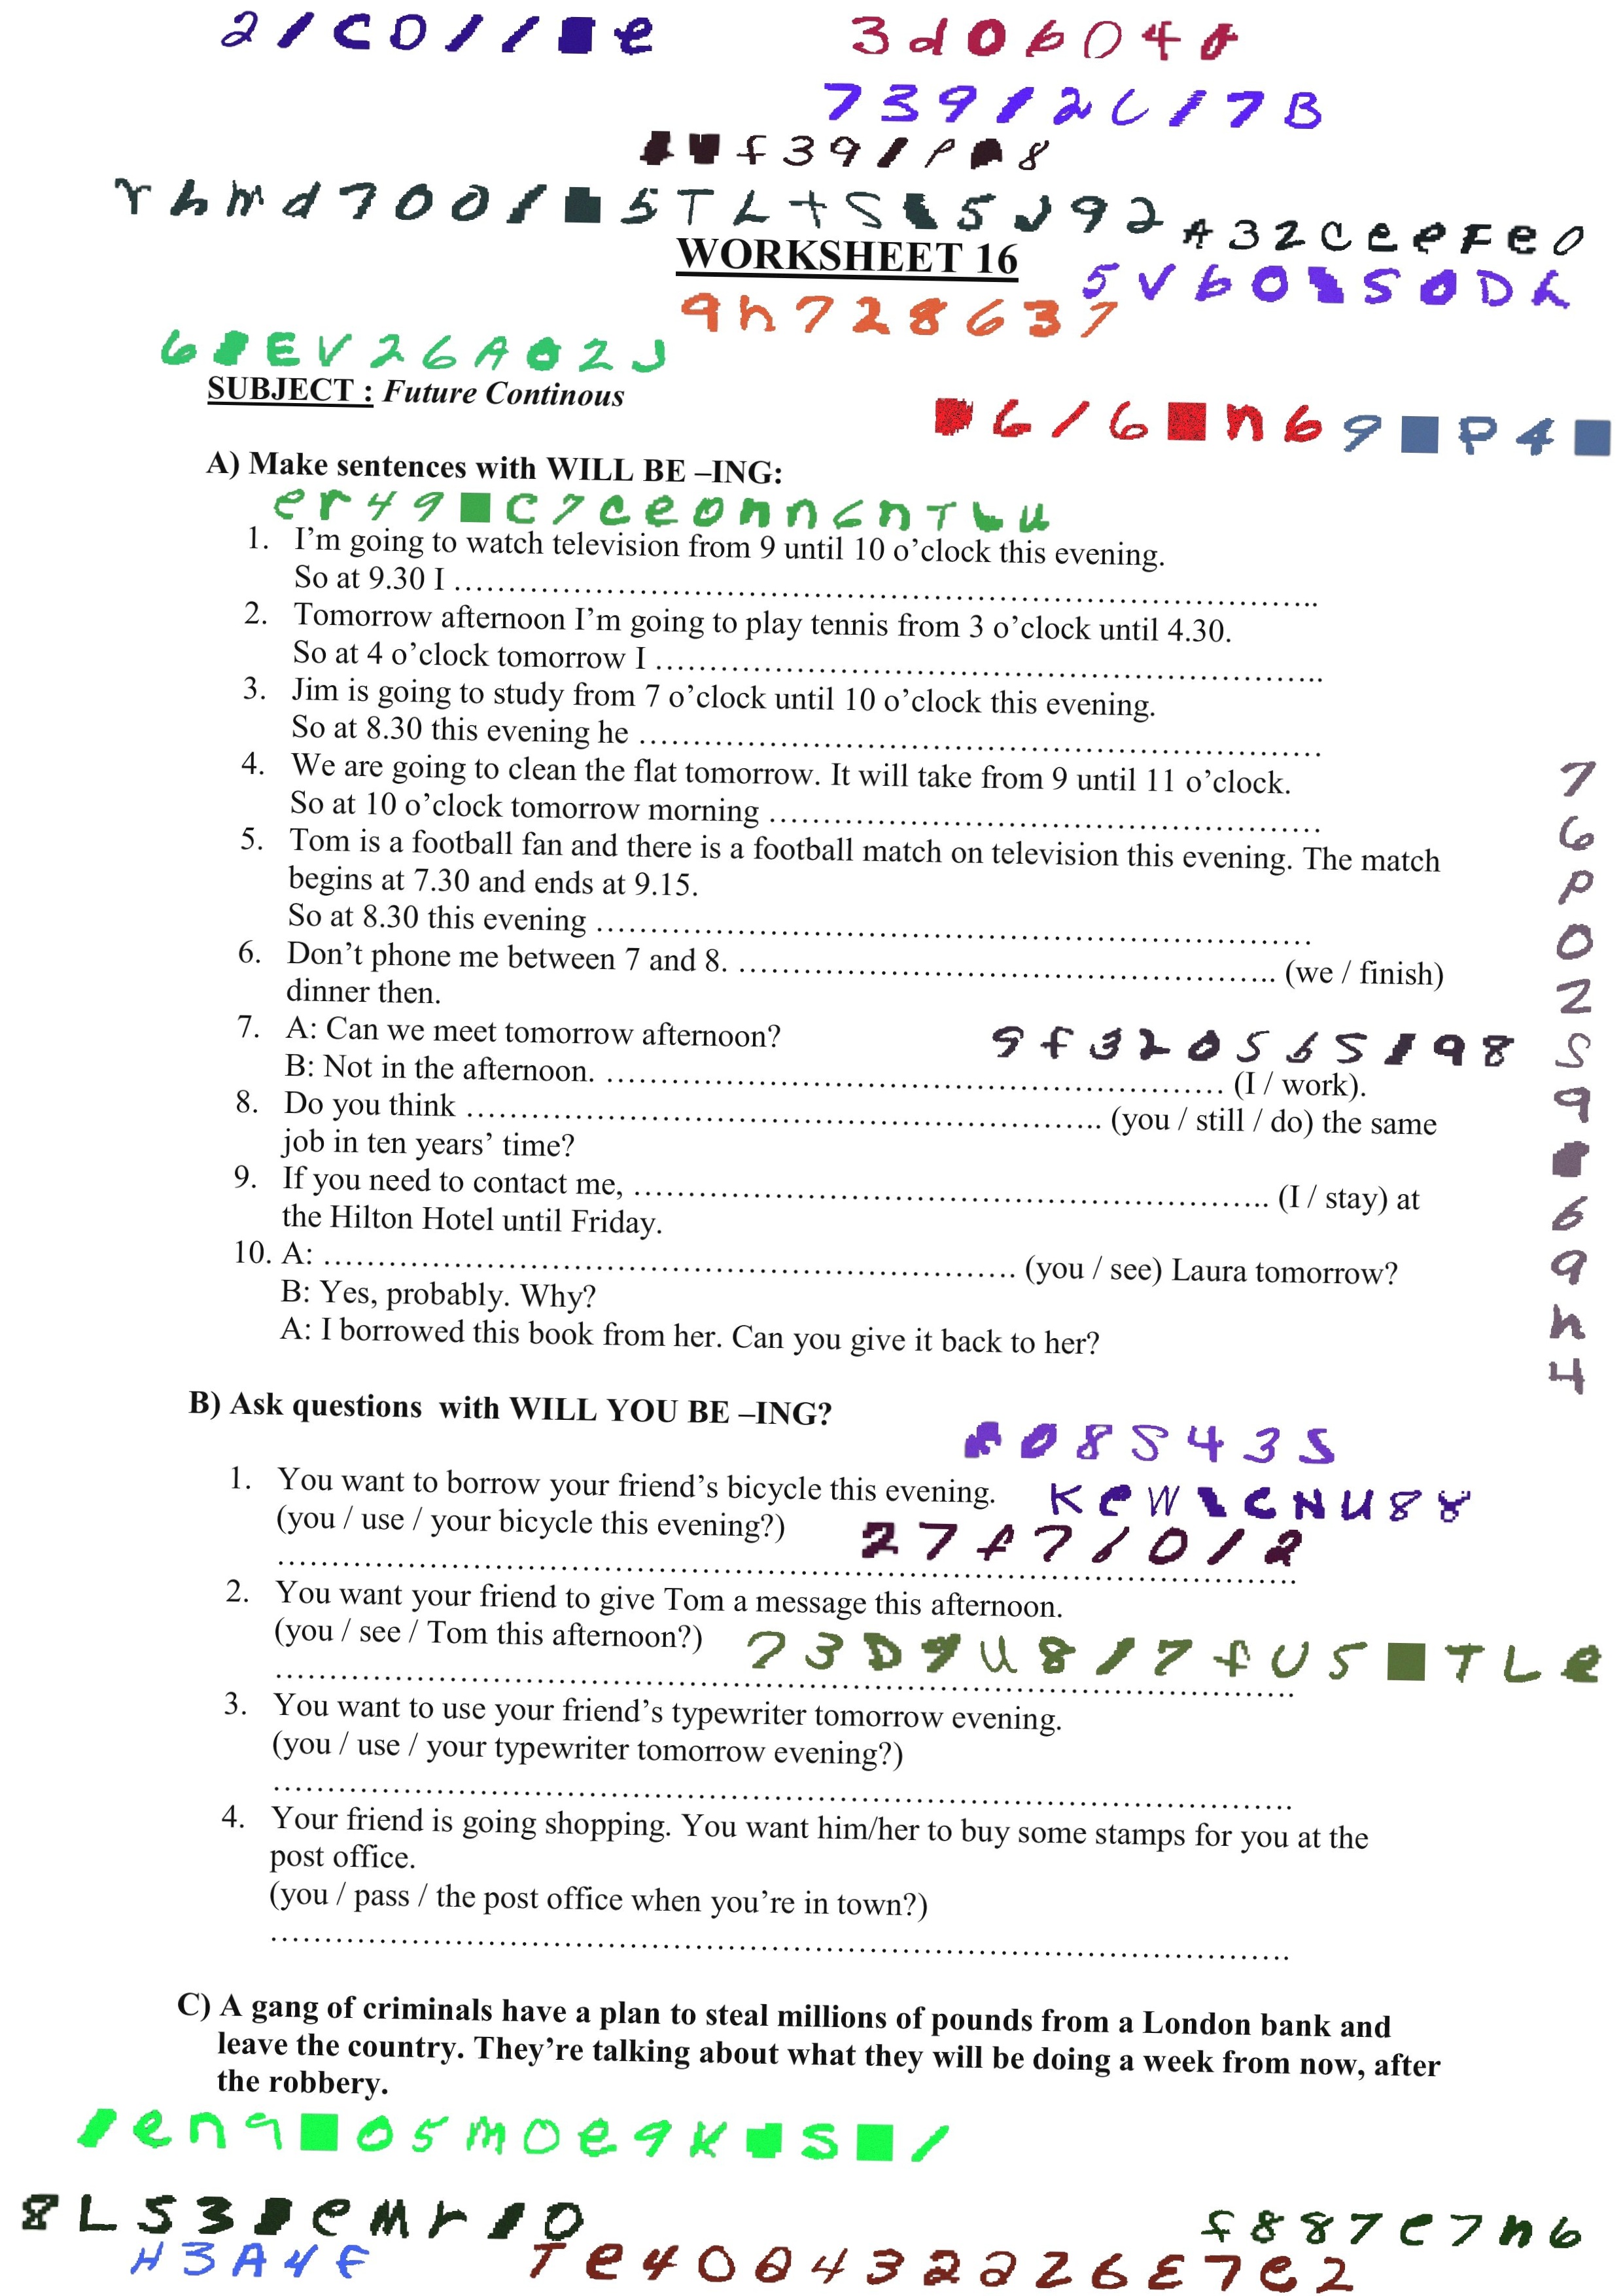 3d06040
73912C17B
A32CeeFe0
WORKSHEET 16
9h728637
SUBJECT : Future Continous
A) Make sentences with WILL BE –ING:
1. I’m going to watch television from 9 until 10 o’clock this evening.
So at 9.30 I ……………………………………………………………………..
2. Tomorrow afternoon I’m going to play tennis from 3 o’clock until 4.30.
So at 4 o’clock tomorrow I ……………………………………………………..
3. Jim is going to study from 7 o’clock until 10 o’clock this evening.
So at 8.30 this evening he ………………………………………………………
4. We are going to clean the flat tomorrow. It will take from 9 until 11 o’clock.
So at 10 o’clock tomorrow morning ……………………………………………
5. Tom is a football fan and there is a football match on television this evening. The match
begins at 7.30 and ends at 9.15.
So at 8.30 this evening …………………………………………………………
6. Don’t phone me between 7 and 8. ………………………………………….. (we / finish)
dinner then.
7. A: Can we meet tomorrow afternoon?
9f320565198
B: Not in the afternoon. ………………………………………………… (I / work).
8. Do you think ………………………………………………….. (you / still / do) the same
job in ten years’ time?
9. If you need to contact me, ………………………………………………….. (I / stay) at
the Hilton Hotel until Friday.
10. A: ………………………………………………………. (you / see) Laura tomorrow?
B: Yes, probably. Why?
A: I borrowed this book from her. Can you give it back to her?
B) Ask questions with WILL YOU BE –ING?
1. You want to borrow your friend’s bicycle this evening.
(you / use / your bicycle this evening?)
27f76012
………………………………………………………………………………….
2. You want your friend to give Tom a message this afternoon.
(you / see / Tom this afternoon?)
………………………………………………………………………………….
3. You want to use your friend’s typewriter tomorrow evening.
(you / use / your typewriter tomorrow evening?)
………………………………………………………………………………….
4. Your friend is going shopping. You want him/her to buy some stamps for you at the
post office.
(you / pass / the post office when you’re in town?)
………………………………………………………………………………….
C) A gang of criminals have a plan to steal millions of pounds from a London bank and
leave the country. They’re talking about what they will be doing a week from now, after
the robbery.
f887e7n6
H3A4F
Te40Q432226E7e2